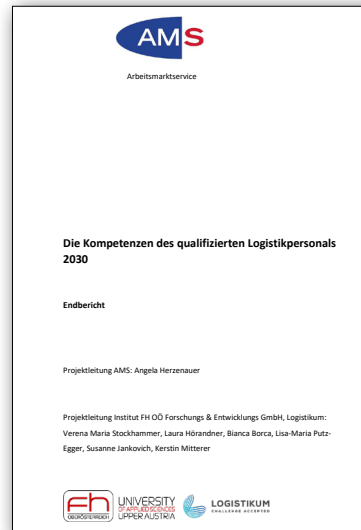 AMS
Arbeitsmarktservice
Die Kompetenzen des qualifizierten Logistikpersonals
2030
Endbericht
Projektleitung AMS: Angela Herzenauer
Projektleitung Institut FH OÖ Forschungs & Entwicklungs GmbH, Logistikum:
Verena Maria Stockhammer, Laura Hörandner, Bianca Borca, Lisa-Maria Putz-
Egger, Susanne Jankovich, Kerstin Mitterer
fh
OBERÖSTERREICH
UNIVERSITY
OF APPLIED SCIENCES
UPPER AUSTRIA
LOGISTIKUM
CHALLENGE ACCEPTED